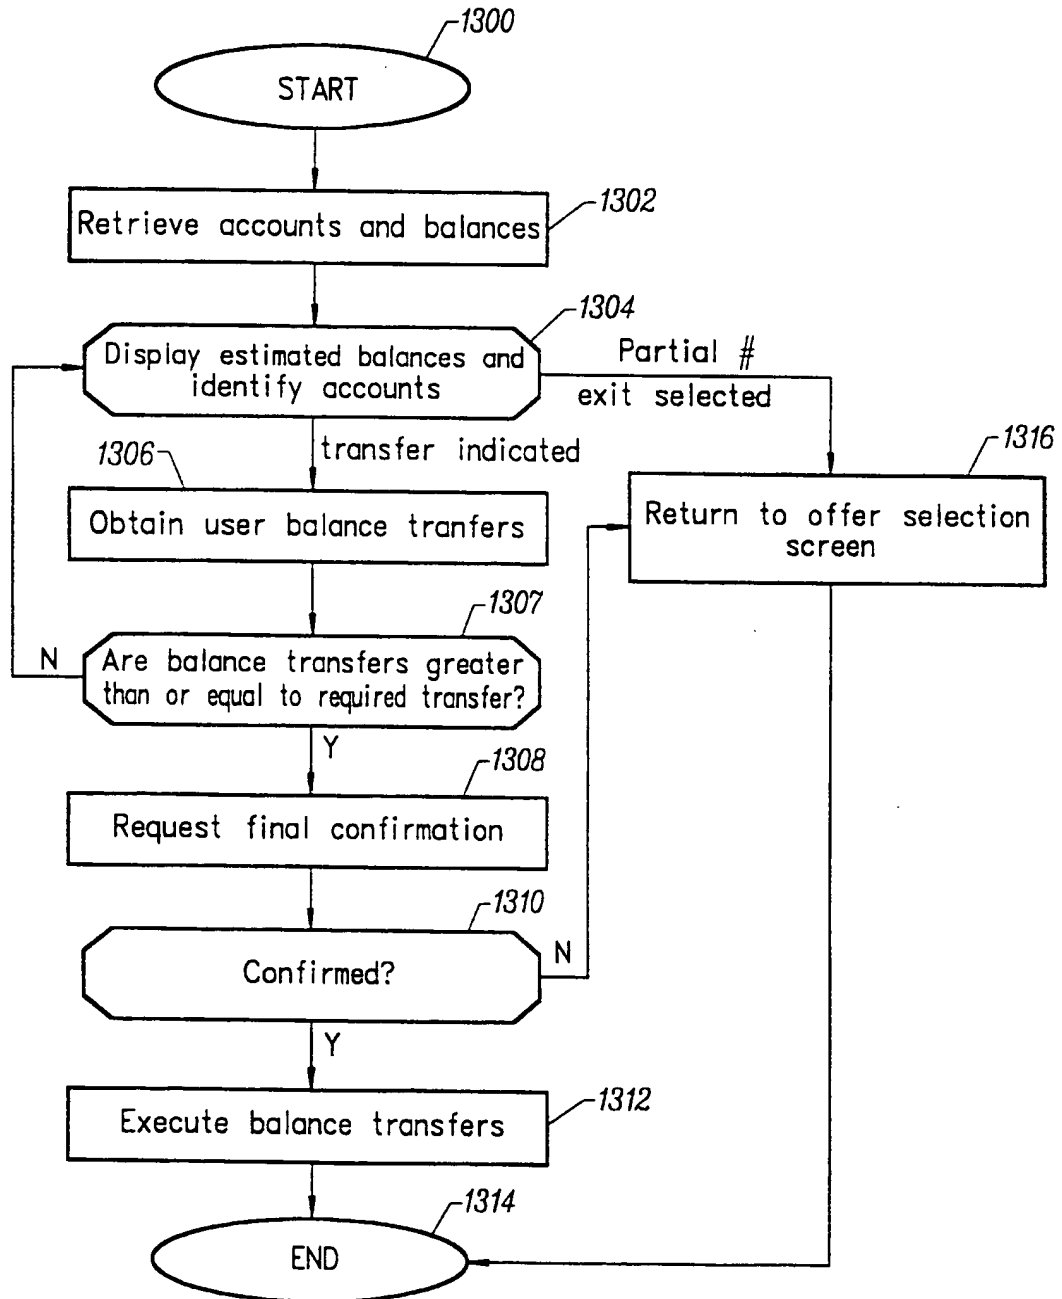 1300
START
1302
Retrieve accounts and balances
1304
Display estimated balances and
identify accounts
Partial #
exit selected
transfer indicated
1306
Obtain user balance tranfers
1316
Return to offer selection
screen
1307
N
Are balance transfers greater
than or equal to required transfer?
Y
1308
Request final confirmation
1310
Confirmed?
N
Y
1312
Execute balance transfers
1314
END